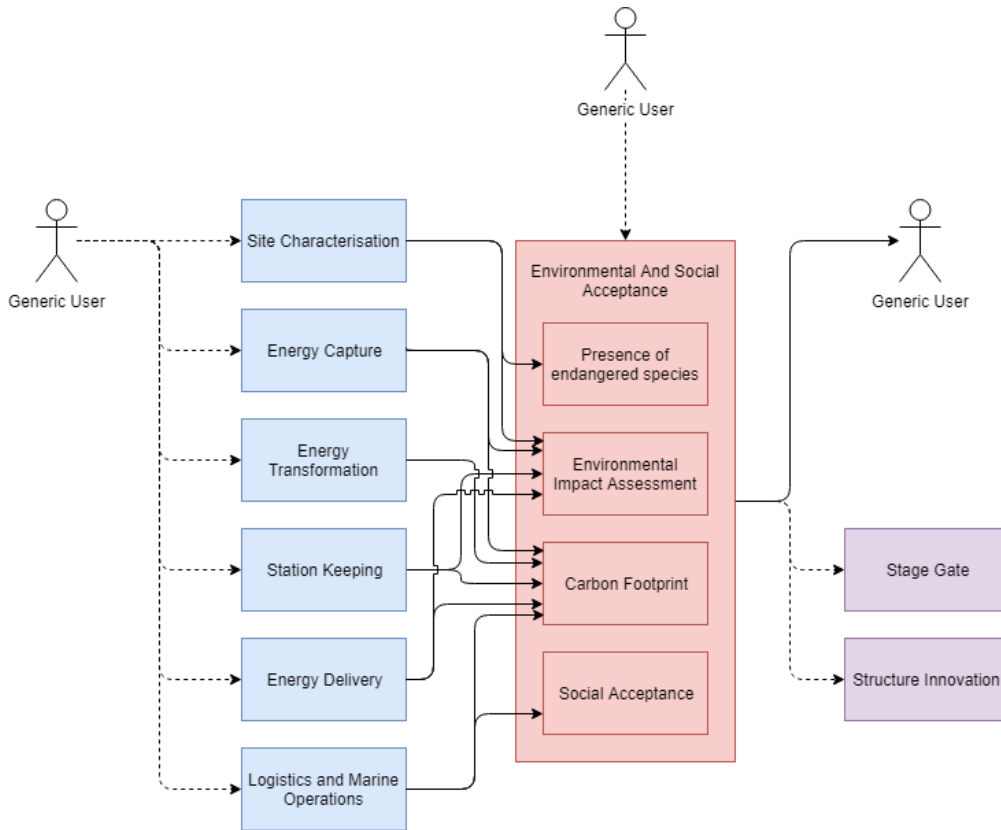 Generic User
Generic User
Generic User
Site Characterisation
Energy Capture
Energy
Transformation
Station Keeping
Energy Delivery
Logistics and Marine
Operations
Environmental And Social
Acceptance
Presence of
endangered species
Environmental
Impact Assessment
Carbon Footprint
Social Acceptance
Stage Gate
Structure Innovation